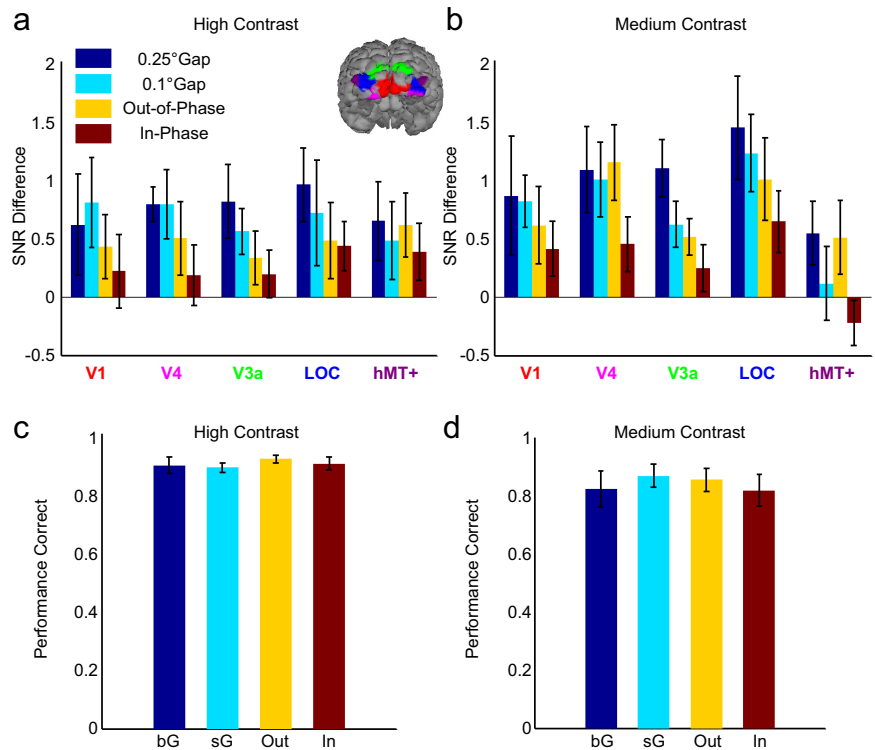 a
High Contrast
0.25°Gap
0.1°Gap
Out-of-Phase
In-Phase
SNR Difference
2
1.5
1
0.5
0
-0.5
V1
V4
V3a
LOC
hMT+
b
Medium Contrast
SNR Difference
2
1.5
1
0.5
0
-0.5
V1
V4
V3a
LOC
hMT+
c
High Contrast
Performance Correct
1
0.8
0.6
0.4
0.2
0
bG
sG
Out
In
d
Medium Contrast
Performance Correct
1
0.8
0.6
0.4
0.2
0
bG
sG
Out
In